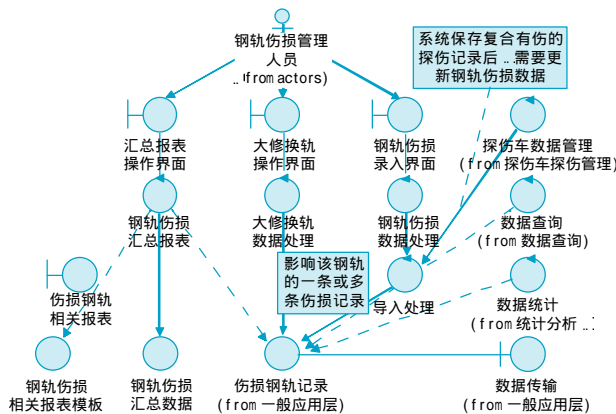 钢轨伤损管理
人员
..(fromactors)
系统保存复合有伤的
探伤记录后 ..需要更
新钢轨伤损数据
汇总报表
操作界面
大修换轨
操作界面
钢轨伤损
录入界面
探伤车数据管理
(from 探伤车探伤管理)
钢轨伤损
汇总报表
大修换轨
数据处理
钢轨伤损
数据处理
数据查询
(from 数据查询)
影响该钢轨
的一条或多
条伤损记录
伤损钢轨
相关报表
导入处理
数据统计
(from 统计分析 ..)
钢轨伤损
相关报表模板
钢轨伤损
汇总数据
伤损钢轨记录
(from 一般应用层)
数据传输
(from 一般应用层)